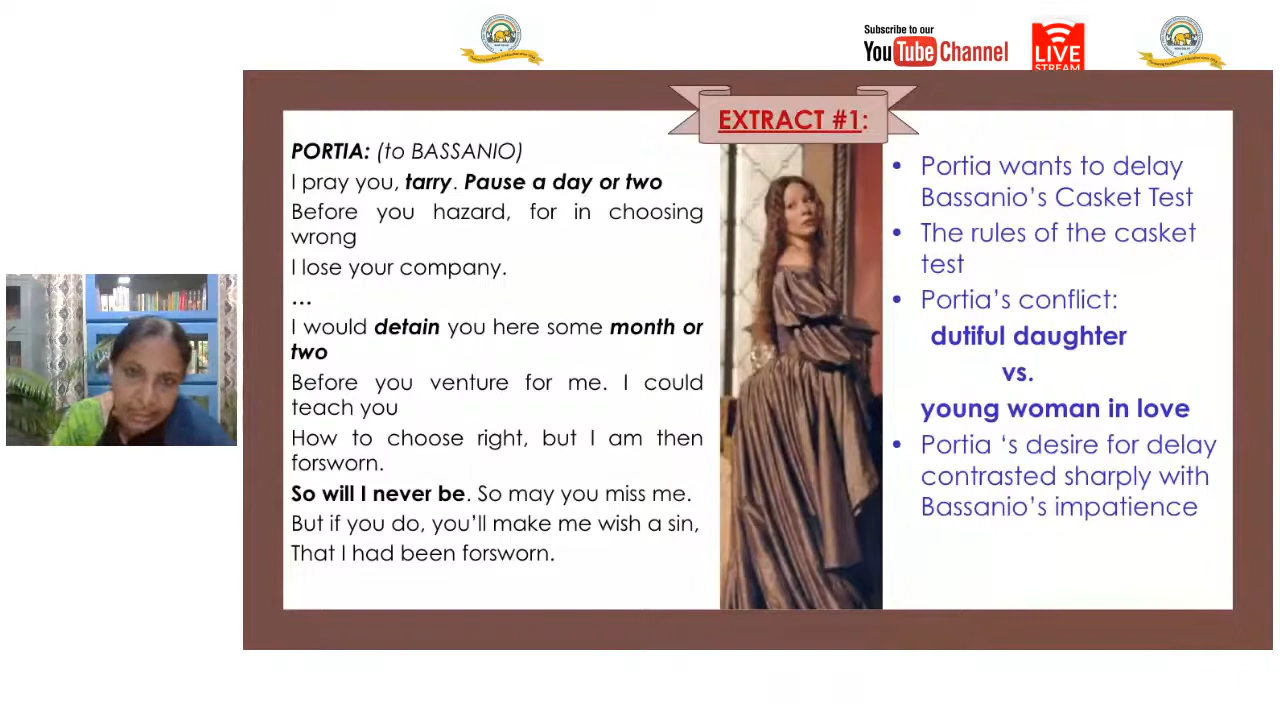 Subscribe to our
YouTube Channel
LIVE
STREAM
EXTRACT #1:
PORTIA: (to BASSANIO)
I pray you, tarry. Pause a day or two
Before you hazard, for in choosing
wrong
I lose your company.
…
I would detain you here some month or
two
Before you venture for me. I could
teach you
How to choose right, but I am then
forsworn.
So will I never be. So may you miss me.
But if you do, you’ll make me wish a sin,
That I had been forsworn.
• Portia wants to delay
Bassanio’s Casket Test
• The rules of the casket
test
• Portia’s conflict:
dutiful daughter
vs.
young woman in love
• Portia ‘s desire for delay
contrasted sharply with
Bassanio’s impatience